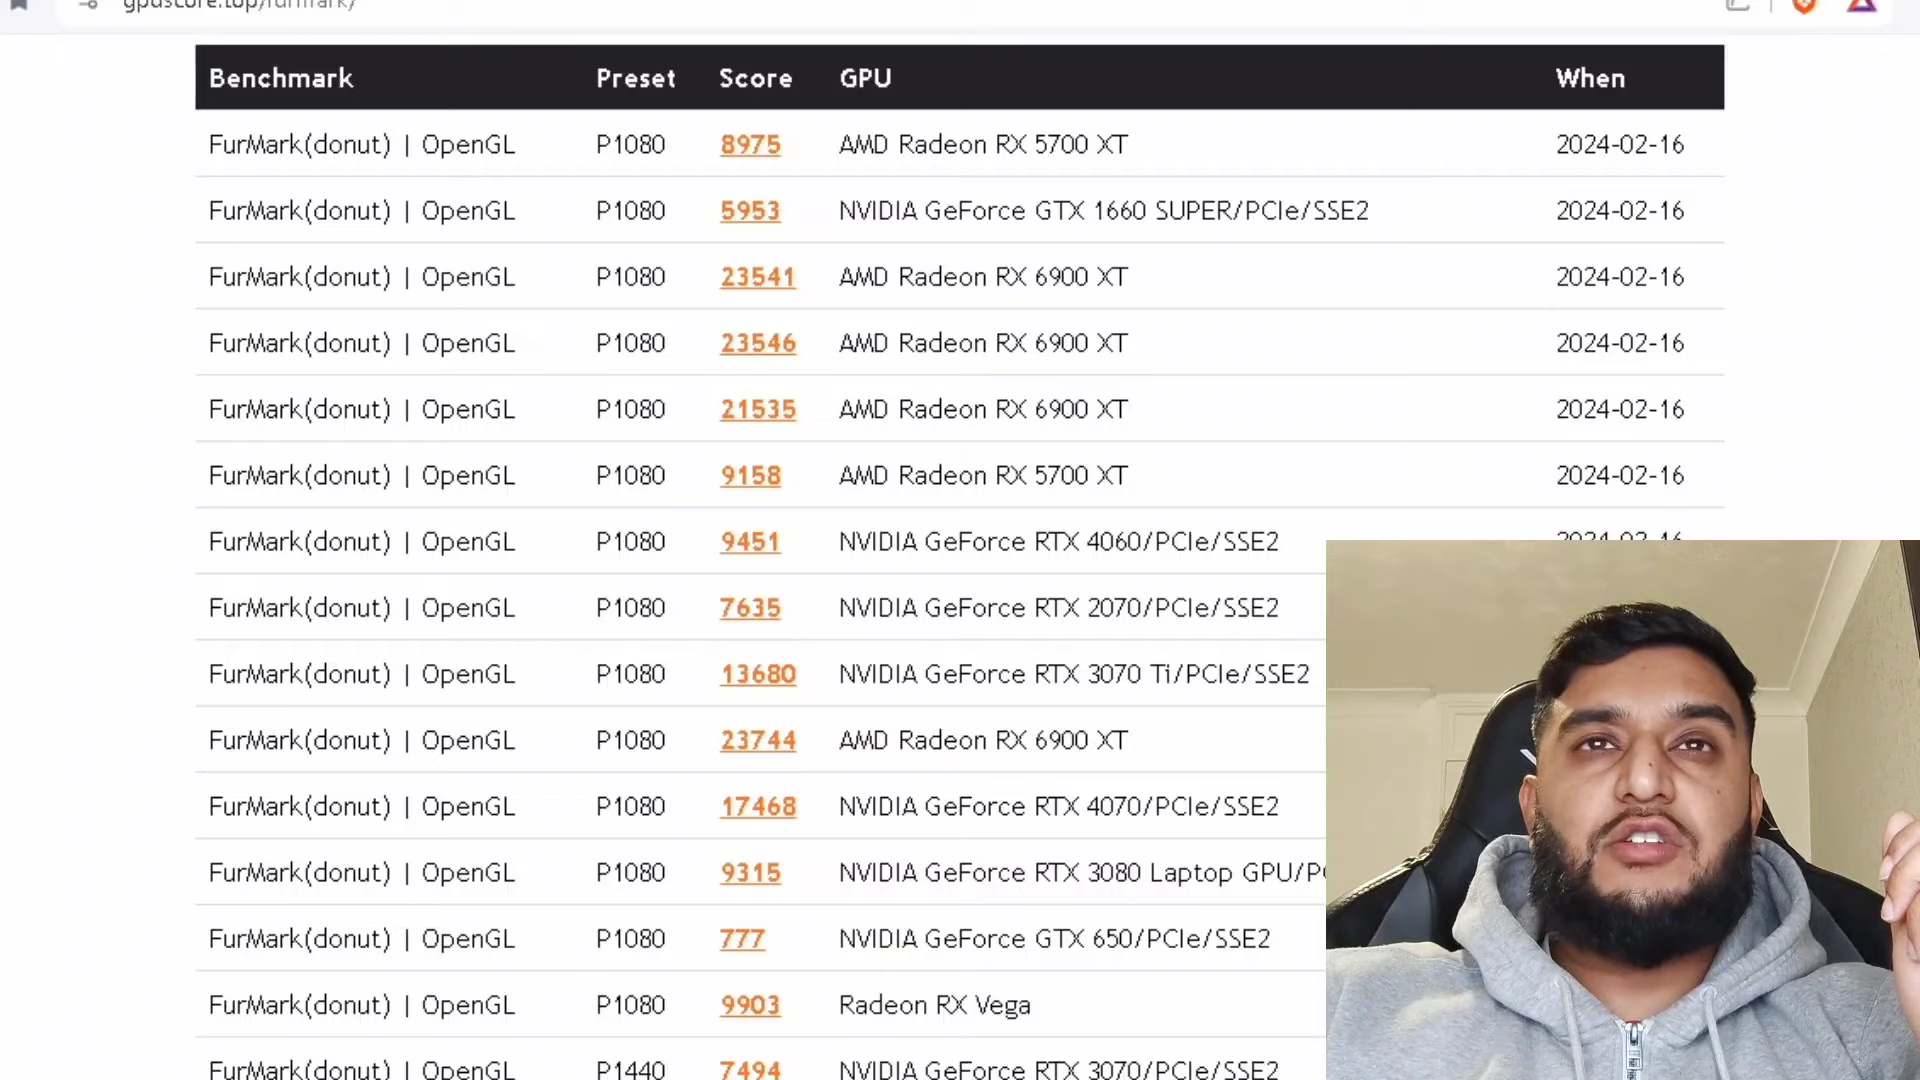 gpuscore.top/furmark/
Benchmark Preset Score GPU When
FurMark(donut) | OpenGL P1080 8975 AMD Radeon RX 5700 XT 2024-02-16
FurMark(donut) | OpenGL P1080 5953 NVIDIA GeForce GTX 1660 SUPER/PCIe/SSE2 2024-02-16
FurMark(donut) | OpenGL P1080 23541 AMD Radeon RX 6900 XT 2024-02-16
FurMark(donut) | OpenGL P1080 23546 AMD Radeon RX 6900 XT 2024-02-16
FurMark(donut) | OpenGL P1080 21535 AMD Radeon RX 6900 XT 2024-02-16
FurMark(donut) | OpenGL P1080 9158 AMD Radeon RX 5700 XT 2024-02-16
FurMark(donut) | OpenGL P1080 9451 NVIDIA GeForce RTX 4060/PCIe/SSE2 2024-02-16
FurMark(donut) | OpenGL P1080 7635 NVIDIA GeForce RTX 2070/PCIe/SSE2
FurMark(donut) | OpenGL P1080 13680 NVIDIA GeForce RTX 3070 Ti/PCIe/SSE2
FurMark(donut) | OpenGL P1080 23744 AMD Radeon RX 6900 XT
FurMark(donut) | OpenGL P1080 17468 NVIDIA GeForce RTX 4070/PCIe/SSE2
FurMark(donut) | OpenGL P1080 9315 NVIDIA GeForce RTX 3080 Laptop GPU/P
FurMark(donut) | OpenGL P1080 777 NVIDIA GeForce GTX 650/PCIe/SSE2
FurMark(donut) | OpenGL P1080 9903 Radeon RX Vega
FurMark(donut) | OpenGL P1440 7494 NVIDIA GeForce RTX 3070/PCIe/SSE2